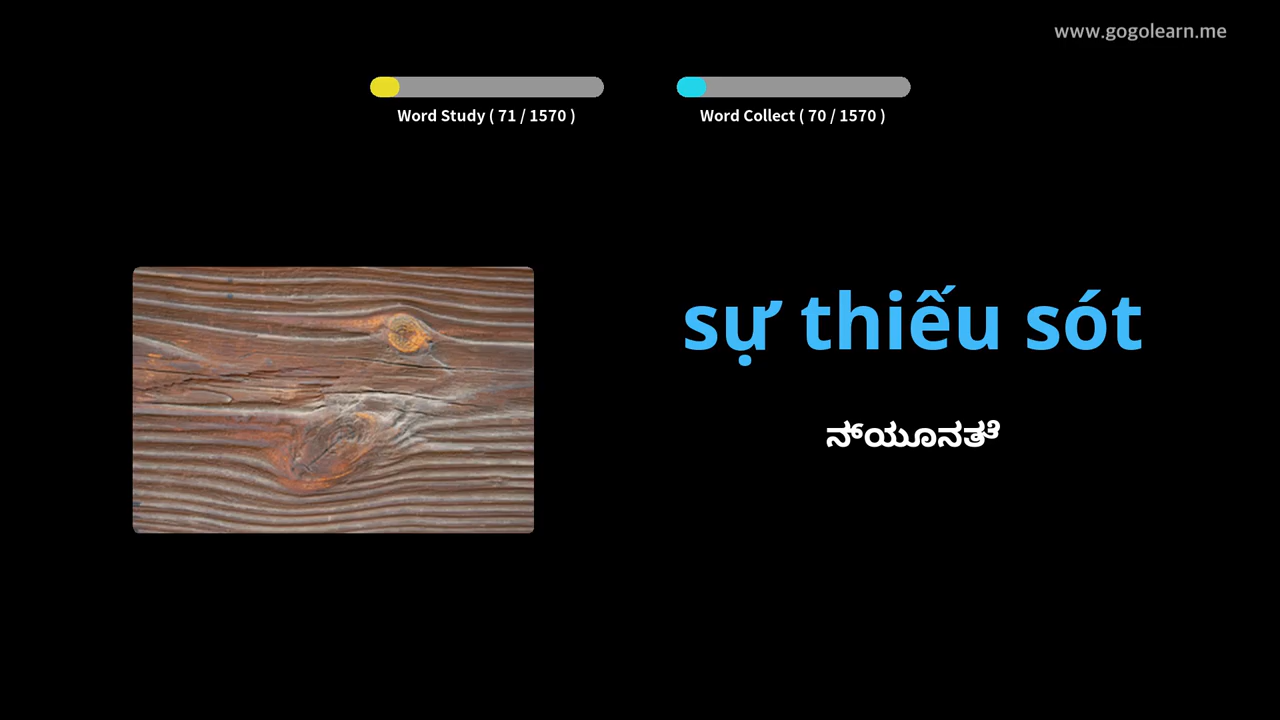 www.gogolearn.me
Word Study ( 71 / 1570 )
Word Collect ( 70 / 1570 )
sự thiếu sót
ನ್ಯೂನತೆ